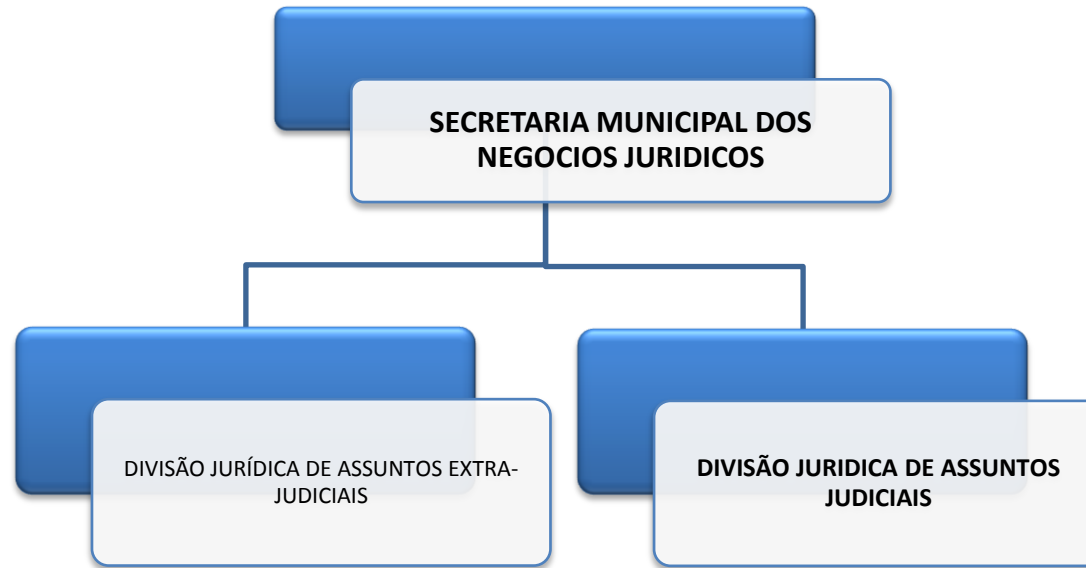 SECRETARIA MUNICIPAL DOS
NEGOCIOS JURIDICOS
DIVISÃO JURÍDICA DE ASSUNTOS EXTRA-
JUDICIAIS
DIVISÃO JURIDICA DE ASSUNTOS
JUDICIAIS